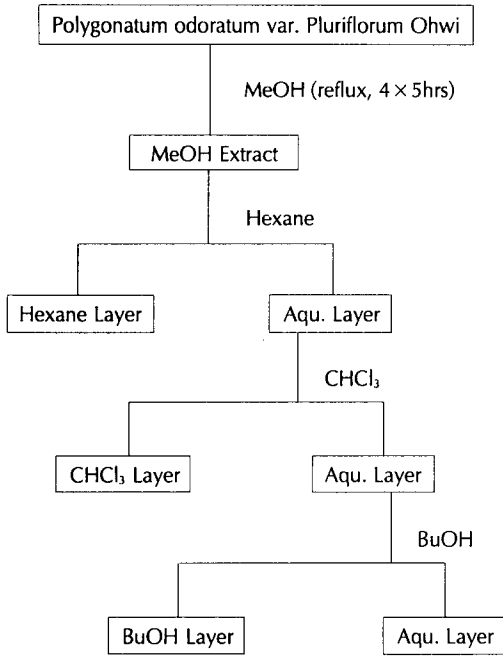 Polygonatum odoratum var. Pluriflorum Ohwi
MeOH (reflux, 4 × 5hrs)
MeOH Extract
Hexane
Hexane Layer
Aqu. Layer
CHCl₃
CHCl₃ Layer
Aqu. Layer
BuOH
BuOH Layer
Aqu. Layer